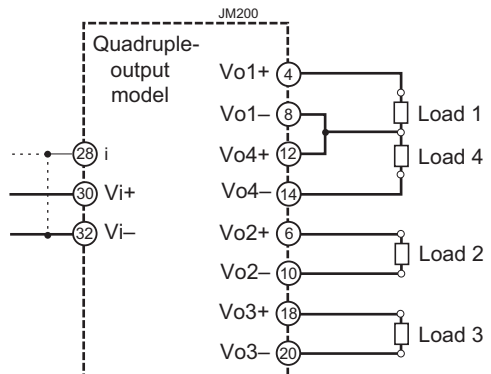 JM200
Quadruple-
output
model
Vo1+ 4
Vo1– 8
Load 1
Vo4+ 12
Load 4
28 i
Vo4– 14
30 Vi+
Vo2+ 6
32 Vi–
Load 2
Vo2– 10
Vo3+ 18
Load 3
Vo3– 20